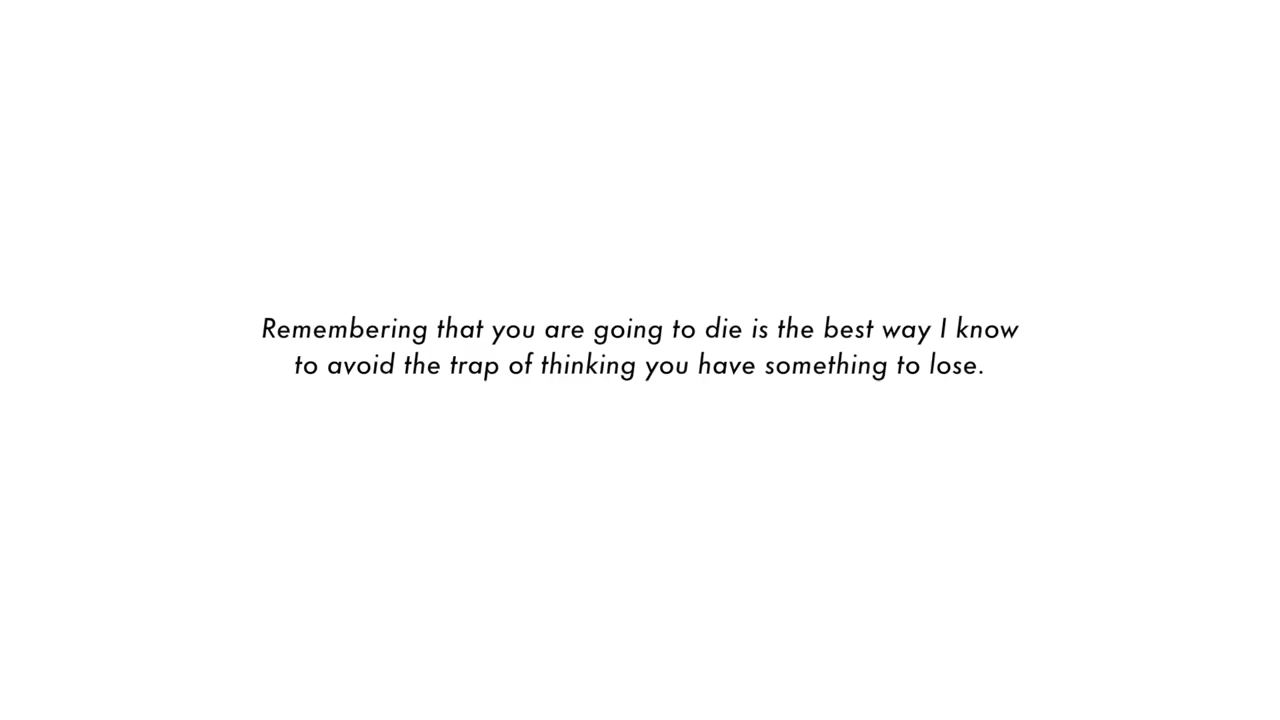 Remembering that you are going to die is the best way I know
to avoid the trap of thinking you have something to lose.